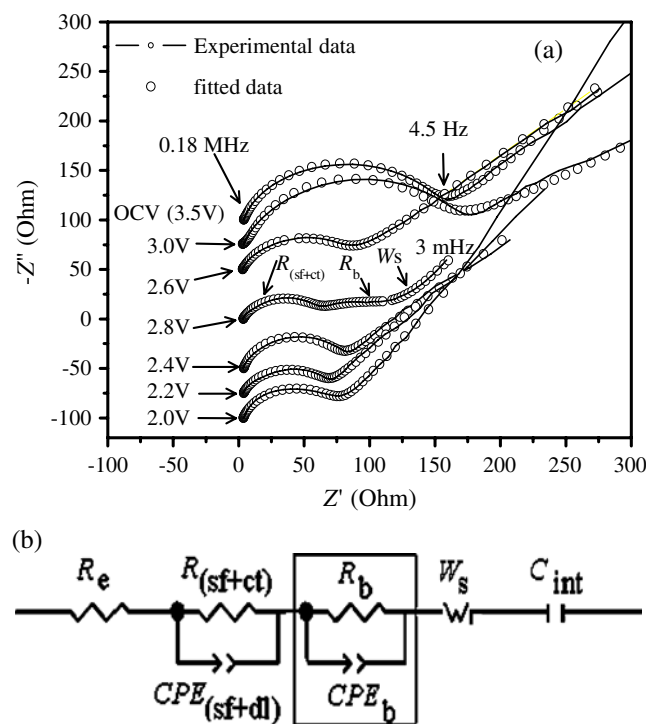 (a)
Experimental data
fitted data
0.18 MHz
4.5 Hz
OCV (3.5V)
3.0V
2.6V
2.8V
2.4V
2.2V
2.0V
R(sf+ct)
Rb
Ws
3 mHz
-Z'' (Ohm)
300
250
200
150
100
50
0
-50
-100
-100 -50 0 50 100 150 200 250 300
Z' (Ohm)
(b)
Re R(sf+ct) Rb Ws Cint
CPE(sf+dl) CPEb